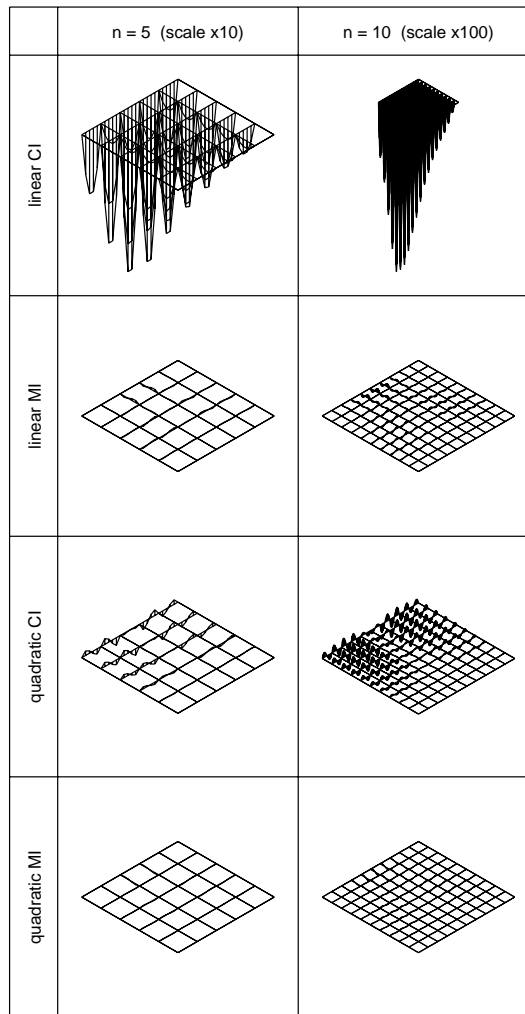 n = 5 (scale x10)
n = 10 (scale x100)
linear CI
linear MI
quadratic CI
quadratic MI